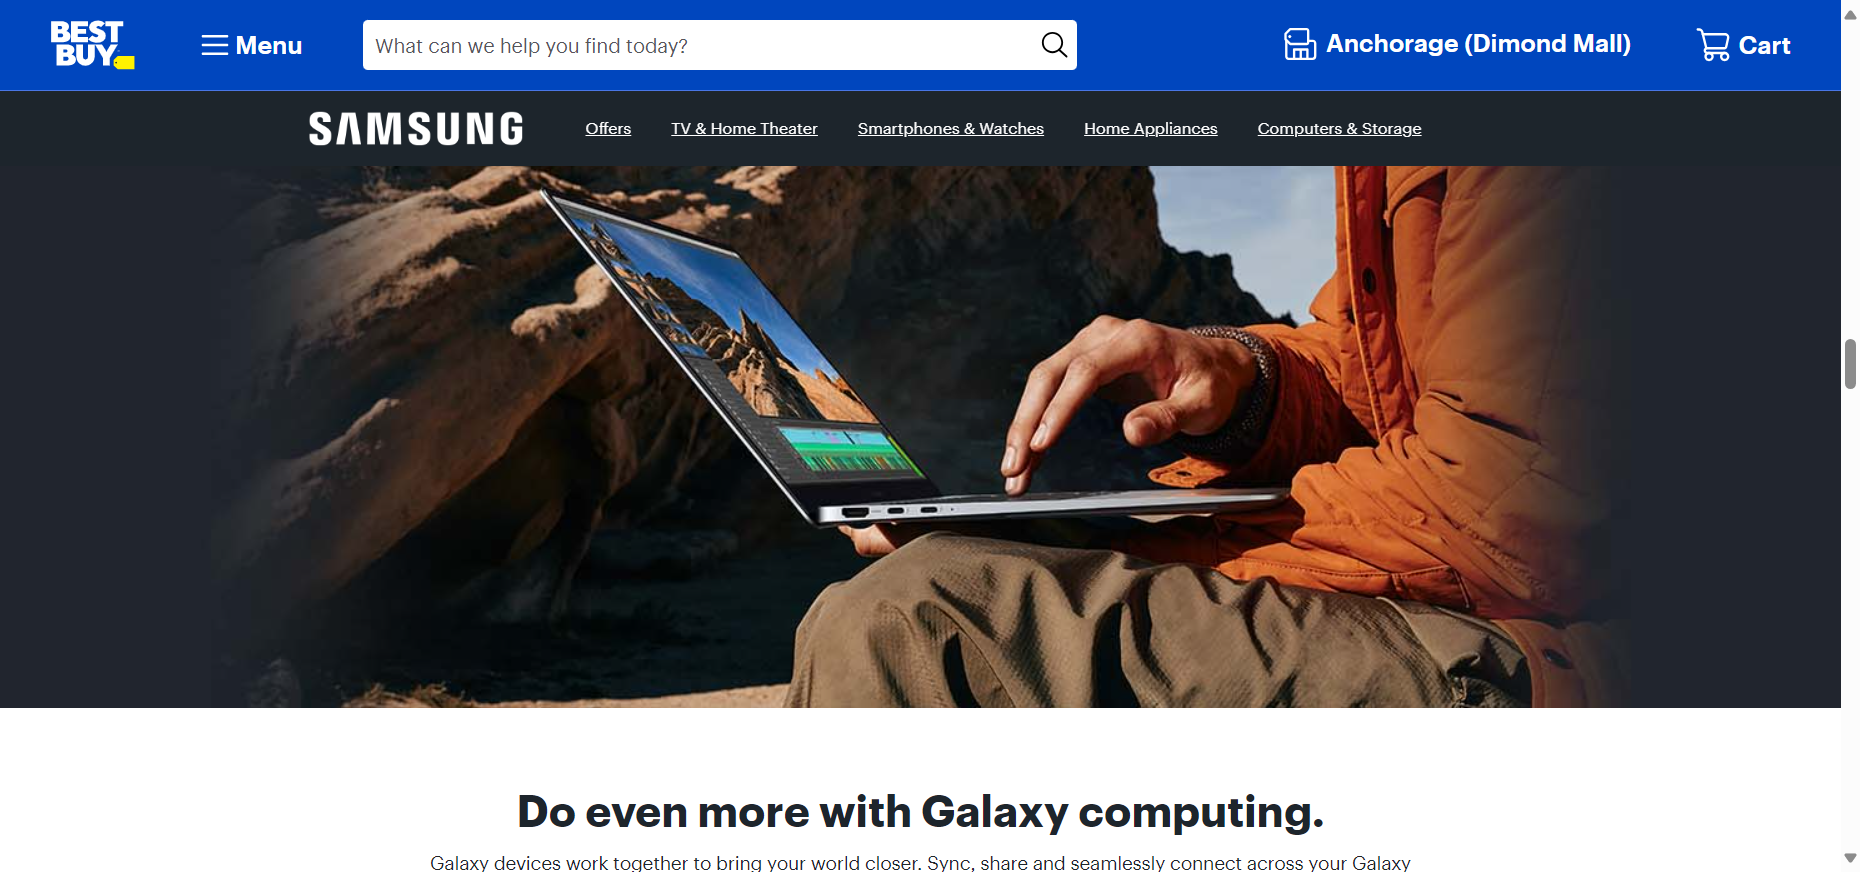 BEST BUY
Menu
What can we help you find today?
Anchorage (Dimond Mall)
Cart
SAMSUNG
Offers
TV & Home Theater
Smartphones & Watches
Home Appliances
Computers & Storage
Do even more with Galaxy computing.
Galaxy devices work together to bring your world closer. Sync, share and seamlessly connect across your Galaxy